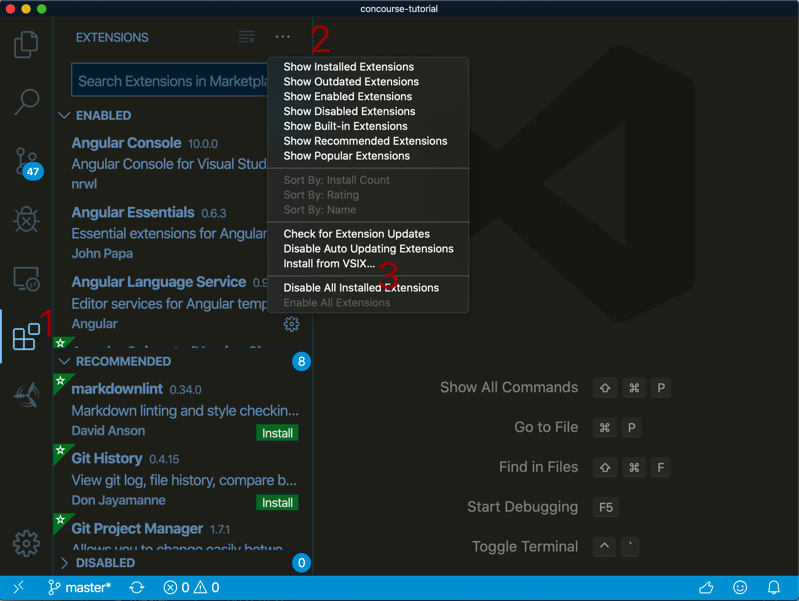 concourse-tutorial
EXTENSIONS
2
Search Extensions in Marketpla
ENABLED
Angular Console 10.0.0
Angular Console for Visual Stud
nrwl
Angular Essentials 0.6.3
Essential extensions for Angular
John Papa
Angular Language Service 0.9
Editor services for Angular temp
Angular
RECOMMENDED
8
markdownlint 0.34.0
Markdown linting and style checkin...
David Anson
Install
Git History 0.4.15
View git log, file history, compare b...
Don Jayamanne
Install
Git Project Manager 1.7.1
Allows you to change easily betwe
DISABLED
0
47
1
Show Installed Extensions
Show Outdated Extensions
Show Enabled Extensions
Show Disabled Extensions
Show Built-in Extensions
Show Recommended Extensions
Show Popular Extensions
Sort By: Install Count
Sort By: Rating
Sort By: Name
Check for Extension Updates
Disable Auto Updating Extensions
Install from VSIX...
3
Disable All Installed Extensions
Enable All Extensions
Show All Commands ⇧ ⌘ P
Go to File ⌘ P
Find in Files ⇧ ⌘ F
Start Debugging F5
Toggle Terminal ^ `
master* 0 0